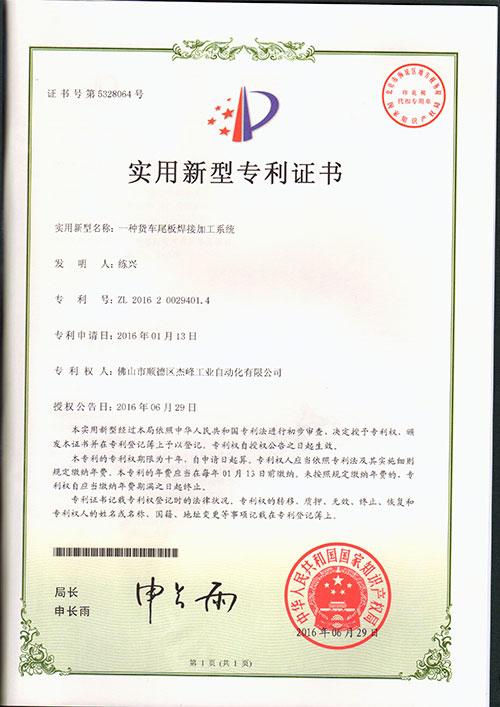 证书号第5328064号
印花税
代扣专用章
实用新型专利证书
实用新型名称：一种货车尾板焊接加工系统
发 明 人：练兴
专 利 号：ZL 2016 2 0029401.4
专利申请日：2016年01月13日
专 利 权 人：佛山市顺德区杰峰工业自动化有限公司
授权公告日：2016年06月29日
本实用新型经过本局依照中华人民共和国专利法进行初步审查，决定授予专利权，颁
发本证书并在专利登记簿上予以登记。专利权自授权公告之日起生效。
本专利的专利权期限为十年，自申请日起算。专利权人应当依照专利法及其实施细则
规定缴纳年费。本专利的年费应当在每年01月13日前缴纳。未按照规定缴纳年费的，专
利权自应当缴纳年费期满之日起终止。
专利证书记载专利权登记时的法律状况。专利权的转移、质押、无效、终止、恢复和
专利权人的姓名或名称、国籍、地址变更等事项记载在专利登记簿上。
局长
申长雨
申长雨
中华人民共和国国家知识产权局
2016年06月29日
第1页（共1页）